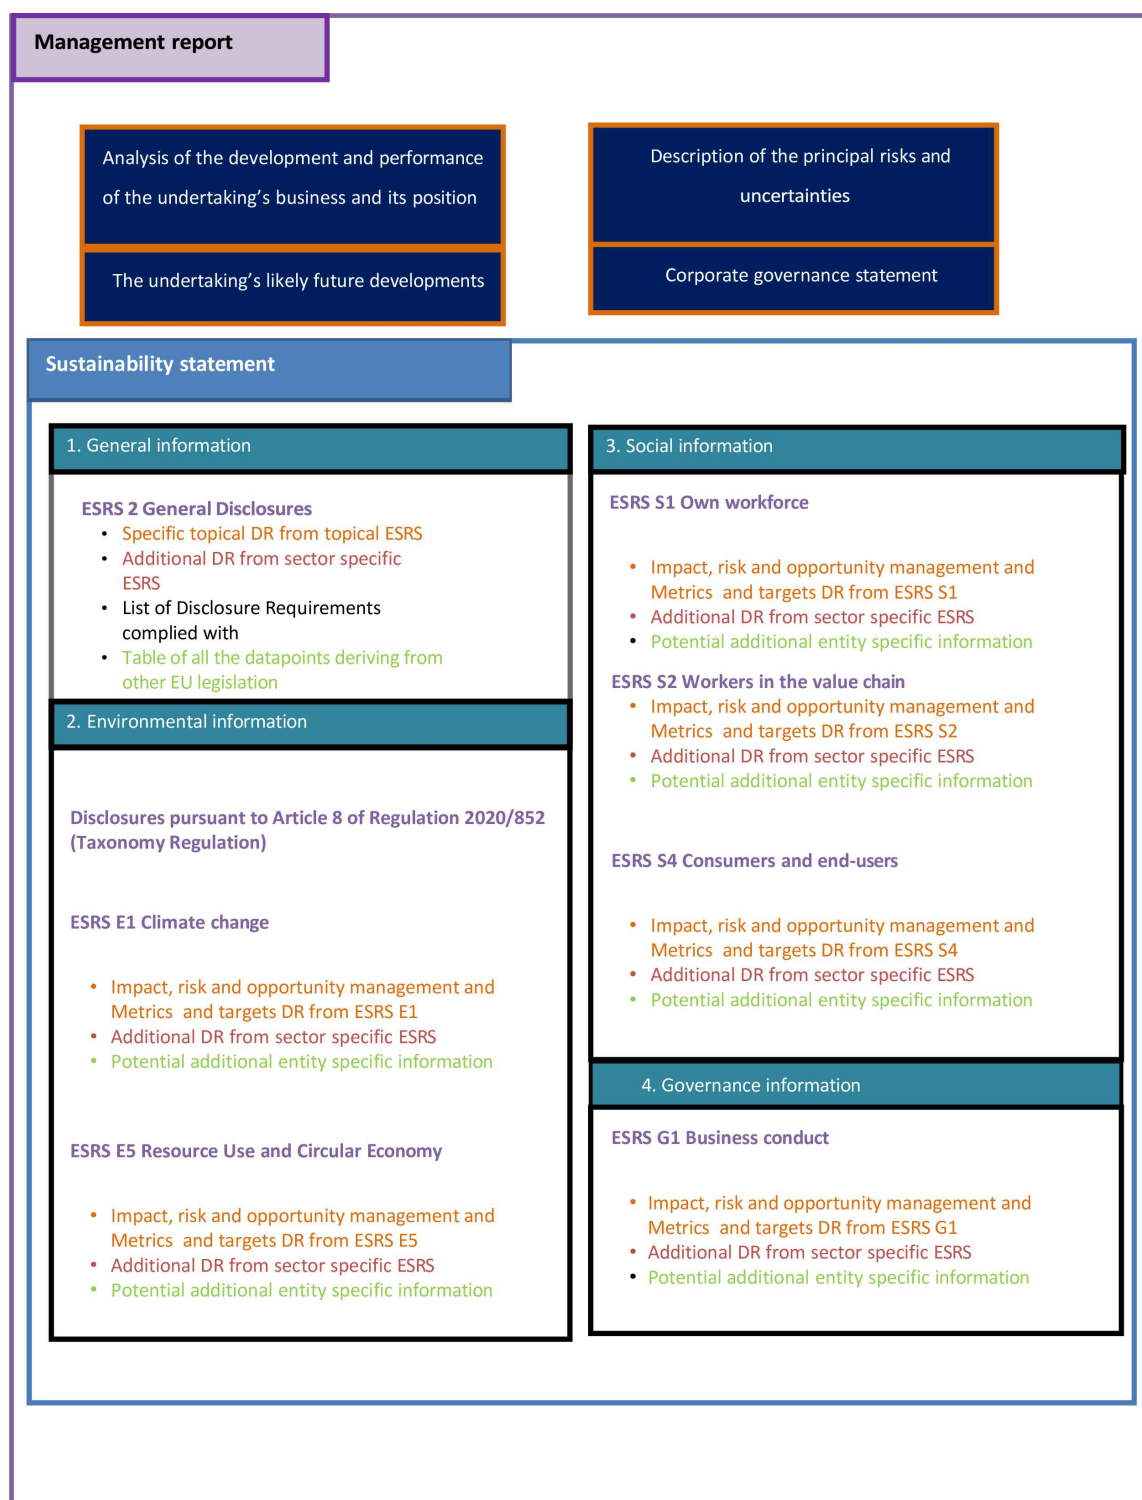 Management report
Analysis of the development and performance
of the undertaking’s business and its position
The undertaking’s likely future developments
Description of the principal risks and
uncertainties
Corporate governance statement
Sustainability statement
1. General information
ESRS 2 General Disclosures
• Specific topical DR from topical ESRS
• Additional DR from sector specific
ESRS
• List of Disclosure Requirements
complied with
• Table of all the datapoints deriving from
other EU legislation
2. Environmental information
Disclosures pursuant to Article 8 of Regulation 2020/852
(Taxonomy Regulation)
ESRS E1 Climate change
• Impact, risk and opportunity management and
Metrics and targets DR from ESRS E1
• Additional DR from sector specific ESRS
• Potential additional entity specific information
ESRS E5 Resource Use and Circular Economy
• Impact, risk and opportunity management and
Metrics and targets DR from ESRS E5
• Additional DR from sector specific ESRS
• Potential additional entity specific information
3. Social information
ESRS S1 Own workforce
• Impact, risk and opportunity management and
Metrics and targets DR from ESRS S1
• Additional DR from sector specific ESRS
• Potential additional entity specific information
ESRS S2 Workers in the value chain
• Impact, risk and opportunity management and
Metrics and targets DR from ESRS S2
• Additional DR from sector specific ESRS
• Potential additional entity specific information
ESRS S4 Consumers and end-users
• Impact, risk and opportunity management and
Metrics and targets DR from ESRS S4
• Additional DR from sector specific ESRS
• Potential additional entity specific information
4. Governance information
ESRS G1 Business conduct
• Impact, risk and opportunity management and
Metrics and targets DR from ESRS G1
• Additional DR from sector specific ESRS
• Potential additional entity specific information